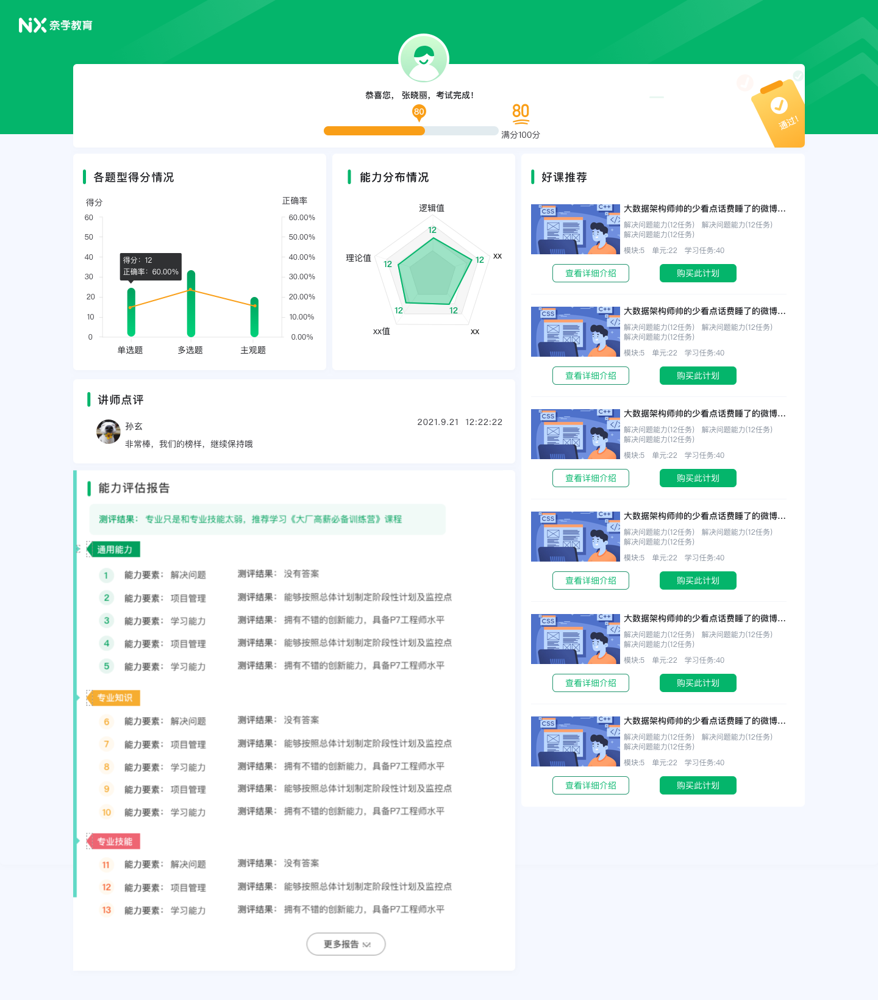 NX 奈学教育
恭喜您， 张晓丽，考试完成！
80
80
满分100分
通过！
各题型得分情况
得分
正确率
60
50
40
30
20
10
0
60.00%
50.00%
40.00%
30.00%
20.00%
10.00%
0.00%
得分：12
正确率：60.00%
单选题
多选题
主观题
能力分布情况
逻辑值
12
xx
12
理论值
12
12
12
xx值
xx
好课推荐
CSS
C++
大数据架构师帅的少看点话费睡了的微博...
解决问题能力(12任务) 解决问题能力(12任务)
解决问题能力(12任务)
模块:5 单元:22 学习任务:40
查看详细介绍
购买此计划
CSS
C++
大数据架构师帅的少看点话费睡了的微博...
解决问题能力(12任务) 解决问题能力(12任务)
解决问题能力(12任务)
模块:5 单元:22 学习任务:40
查看详细介绍
购买此计划
CSS
C++
大数据架构师帅的少看点话费睡了的微博...
解决问题能力(12任务) 解决问题能力(12任务)
解决问题能力(12任务)
模块:5 单元:22 学习任务:40
查看详细介绍
购买此计划
CSS
C++
大数据架构师帅的少看点话费睡了的微博...
解决问题能力(12任务) 解决问题能力(12任务)
解决问题能力(12任务)
模块:5 单元:22 学习任务:40
查看详细介绍
购买此计划
CSS
C++
大数据架构师帅的少看点话费睡了的微博...
解决问题能力(12任务) 解决问题能力(12任务)
解决问题能力(12任务)
模块:5 单元:22 学习任务:40
查看详细介绍
购买此计划
CSS
C++
大数据架构师帅的少看点话费睡了的微博...
解决问题能力(12任务) 解决问题能力(12任务)
解决问题能力(12任务)
模块:5 单元:22 学习任务:40
查看详细介绍
购买此计划
讲师点评
孙玄
2021.9.21 12:22:22
非常棒，我们的榜样，继续保持哦
能力评估报告
测评结果： 专业只是和专业技能太弱，推荐学习《大厂高薪必备训练营》课程
通用能力
1 能力要素： 解决问题 测评结果： 没有答案
2 能力要素： 项目管理 测评结果： 能够按照总体计划制定阶段性计划及监控点
3 能力要素： 学习能力 测评结果： 拥有不错的创新能力，具备P7工程师水平
4 能力要素： 项目管理 测评结果： 能够按照总体计划制定阶段性计划及监控点
5 能力要素： 学习能力 测评结果： 拥有不错的创新能力，具备P7工程师水平
专业知识
6 能力要素： 解决问题 测评结果： 没有答案
7 能力要素： 项目管理 测评结果： 能够按照总体计划制定阶段性计划及监控点
8 能力要素： 学习能力 测评结果： 拥有不错的创新能力，具备P7工程师水平
9 能力要素： 项目管理 测评结果： 能够按照总体计划制定阶段性计划及监控点
10 能力要素： 学习能力 测评结果： 拥有不错的创新能力，具备P7工程师水平
专业技能
11 能力要素： 解决问题 测评结果： 没有答案
12 能力要素： 项目管理 测评结果： 能够按照总体计划制定阶段性计划及监控点
13 能力要素： 学习能力 测评结果： 拥有不错的创新能力，具备P7工程师水平
更多报告